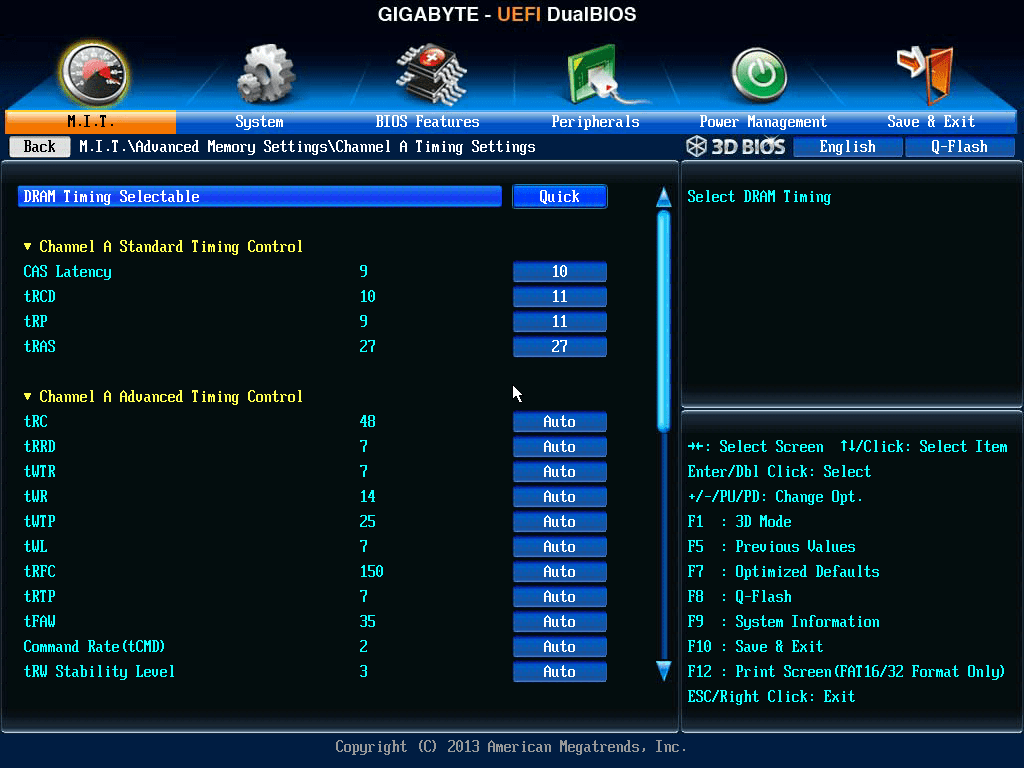 GIGABYTE - UEFI DualBIOS
M.I.T. System BIOS Features Peripherals Power Management Save & Exit
Back M.I.T.\Advanced Memory Settings\Channel A Timing Settings 3D BIOS English Q-Flash
DRAM Timing Selectable Quick
▼ Channel A Standard Timing Control
CAS Latency 9 10
tRCD 10 11
tRP 9 11
tRAS 27 27
▼ Channel A Advanced Timing Control
tRC 48 Auto
tRRD 7 Auto
tWTR 7 Auto
tWR 14 Auto
tWTP 25 Auto
tWL 7 Auto
tRFC 150 Auto
tRTP 7 Auto
tFAW 35 Auto
Command Rate(tCMD) 2 Auto
tRW Stability Level 3 Auto
Select DRAM Timing
→←: Select Screen ↑↓/Click: Select Item
Enter/Dbl Click: Select
+/-/PU/PD: Change Opt.
F1 : 3D Mode
F5 : Previous Values
F7 : Optimized Defaults
F8 : Q-Flash
F9 : System Information
F10 : Save & Exit
F12 : Print Screen(FAT16/32 Format Only)
ESC/Right Click: Exit
Copyright (C) 2013 American Megatrends, Inc.